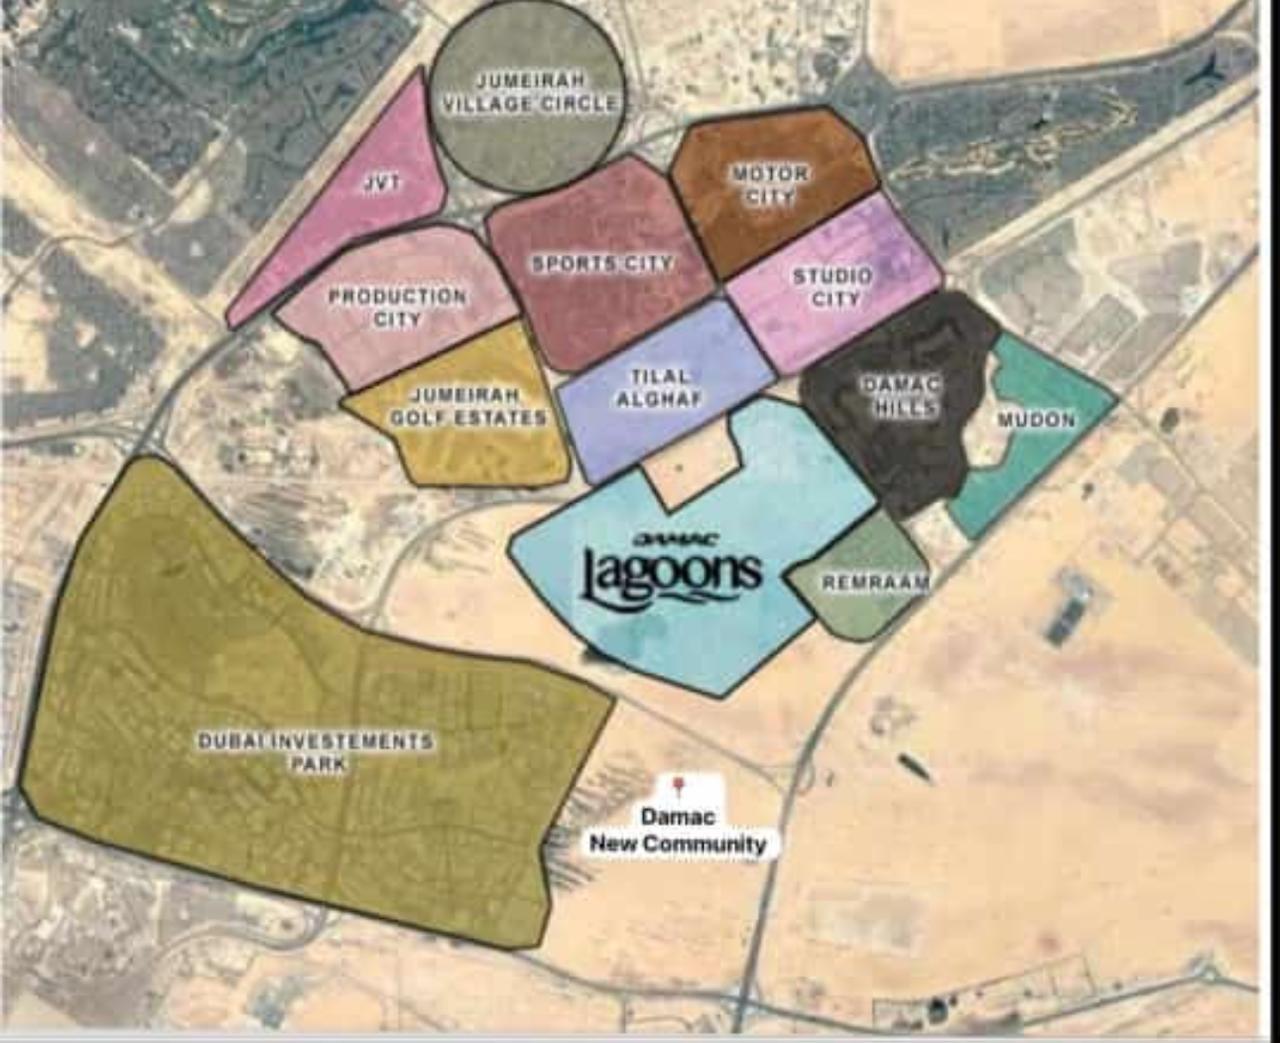 JUMEIRAH
VILLAGE CIRCLE
JVT
MOTOR
CITY
SPORTS CITY
STUDIO
CITY
PRODUCTION
CITY
TILAL
ALGHAF
DAMAC
HILLS
JUMEIRAH
GOLF ESTATES
MUDON
DAMAC
Lagoons
REMRAAM
DUBAI INVESTEMENTS
PARK
Damac
New Community